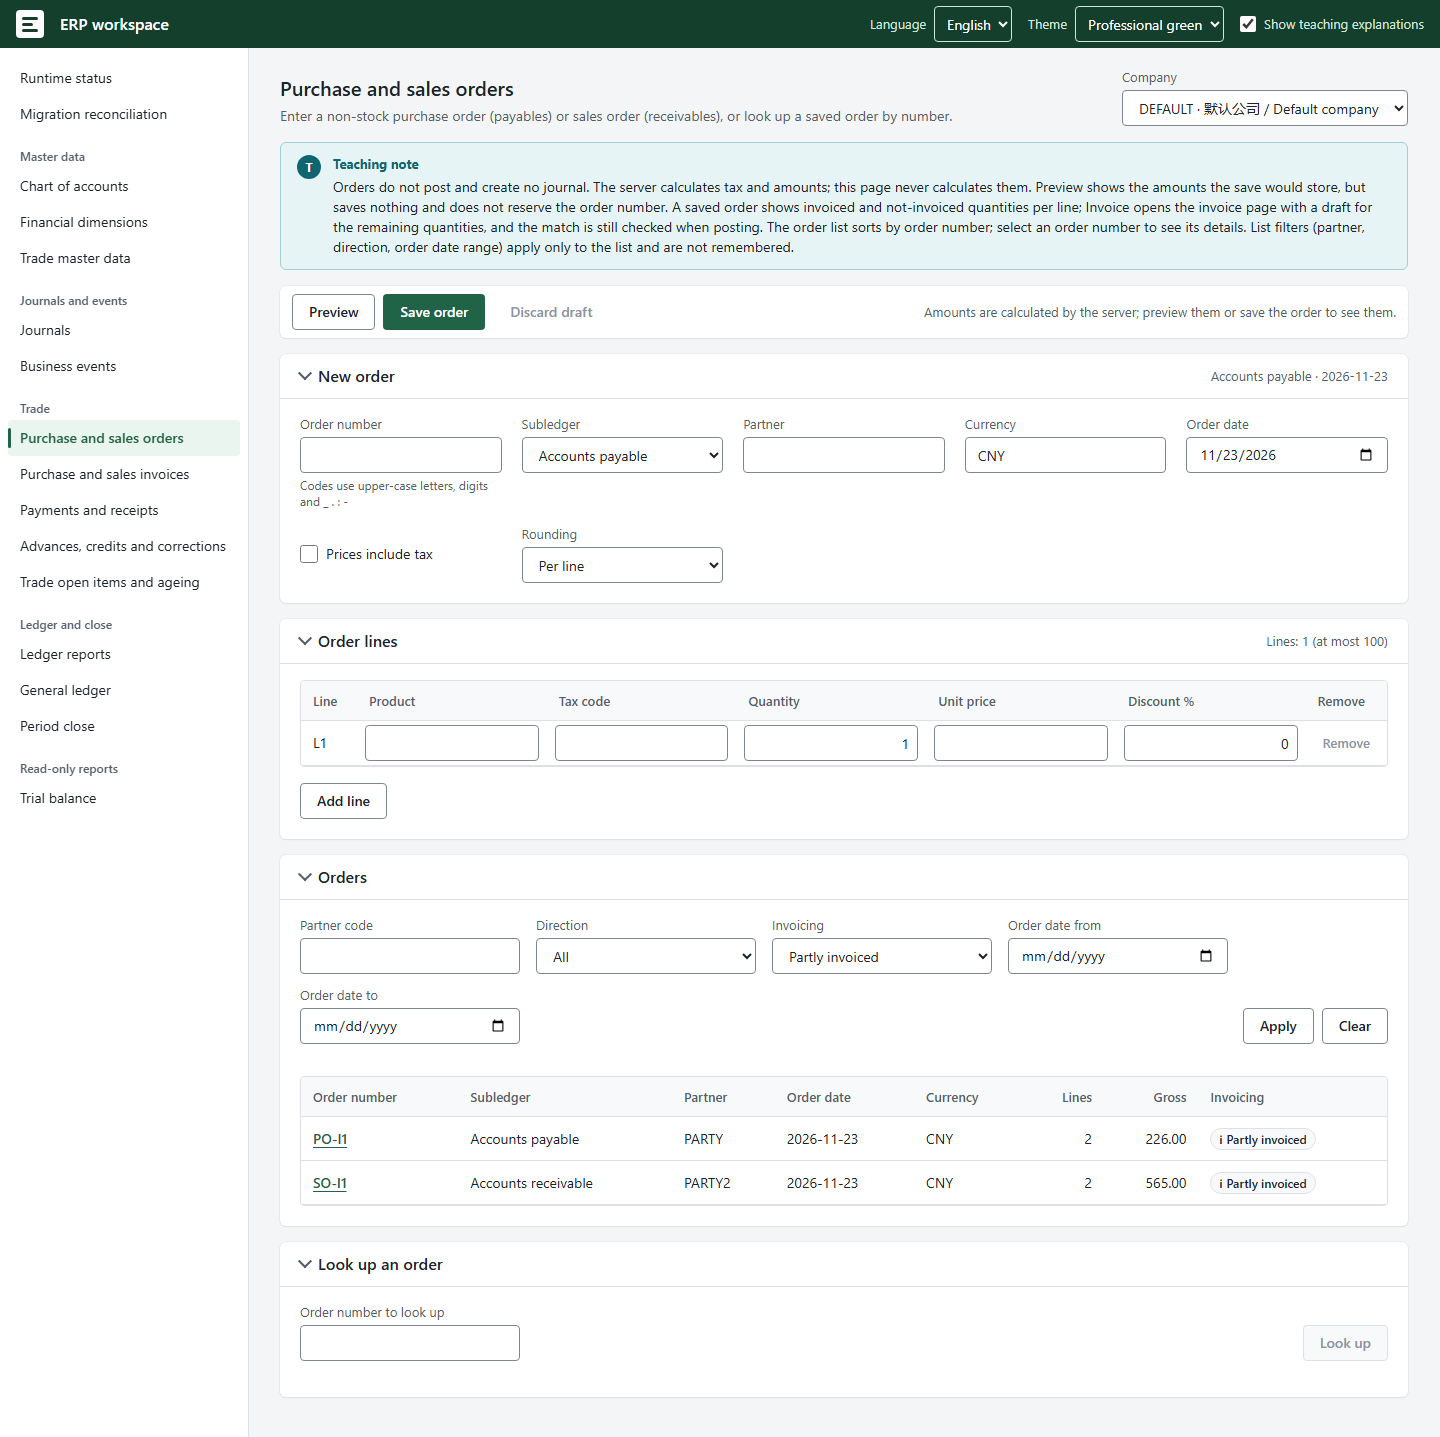 ERP workspace
Language English Theme Professional green Show teaching explanations
Runtime status
Migration reconciliation
Master data
Chart of accounts
Financial dimensions
Trade master data
Journals and events
Journals
Business events
Trade
Purchase and sales orders
Purchase and sales invoices
Payments and receipts
Advances, credits and corrections
Trade open items and ageing
Ledger and close
Ledger reports
General ledger
Period close
Read-only reports
Trial balance
Purchase and sales orders
Enter a non-stock purchase order (payables) or sales order (receivables), or look up a saved order by number.
Company
DEFAULT · 默认公司 / Default company
T
Teaching note
Orders do not post and create no journal. The server calculates tax and amounts; this page never calculates them. Preview shows the amounts the save would store, but
saves nothing and does not reserve the order number. A saved order shows invoiced and not-invoiced quantities per line; Invoice opens the invoice page with a draft for
the remaining quantities, and the match is still checked when posting. The order list sorts by order number; select an order number to see its details. List filters (partner,
direction, order date range) apply only to the list and are not remembered.
Preview Save order Discard draft Amounts are calculated by the server; preview them or save the order to see them.
New order Accounts payable · 2026-11-23
Order number Subledger Partner Currency Order date
Accounts payable CNY 11/23/2026
Codes use upper-case letters, digits
and _ . : -
Rounding
Prices include tax Per line
Order lines Lines: 1 (at most 100)
Line Product Tax code Quantity Unit price Discount % Remove
L1 1 0 Remove
Add line
Orders
Partner code Direction Invoicing Order date from
All Partly invoiced mm/dd/yyyy
Order date to
mm/dd/yyyy Apply Clear
Order number Subledger Partner Order date Currency Lines Gross Invoicing
PO-I1 Accounts payable PARTY 2026-11-23 CNY 2 226.00 i Partly invoiced
SO-I1 Accounts receivable PARTY2 2026-11-23 CNY 2 565.00 i Partly invoiced
Look up an order
Order number to look up
Look up